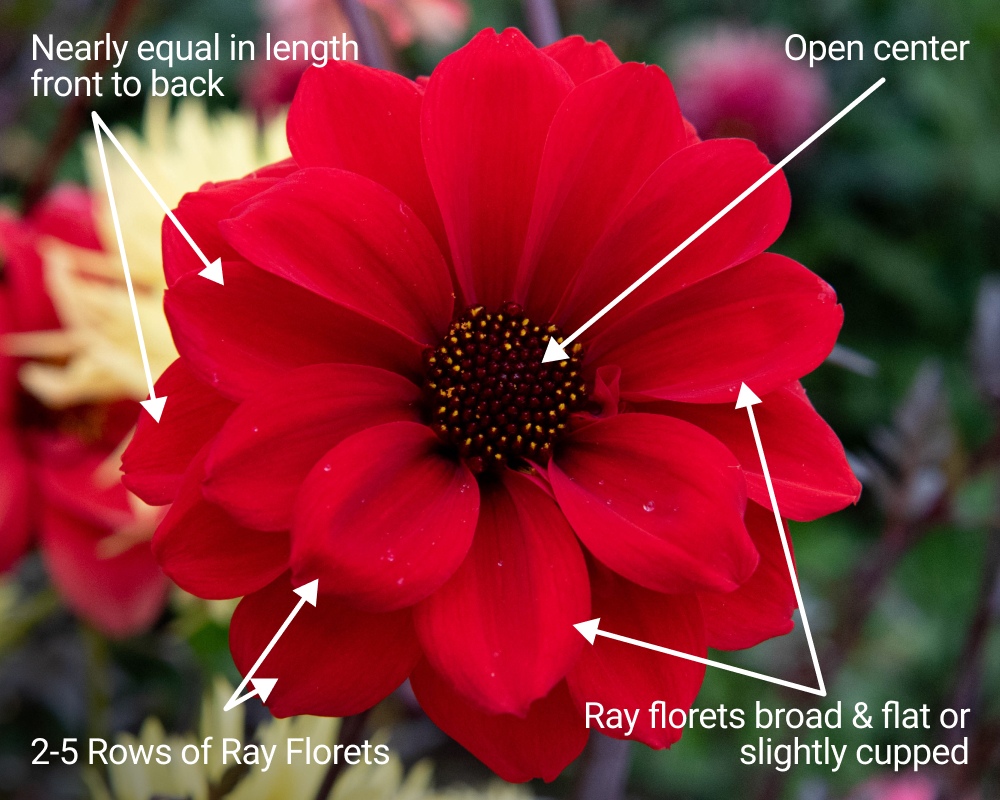 Nearly equal in length
front to back
Open center
2-5 Rows of Ray Florets
Ray florets broad & flat or
slightly cupped